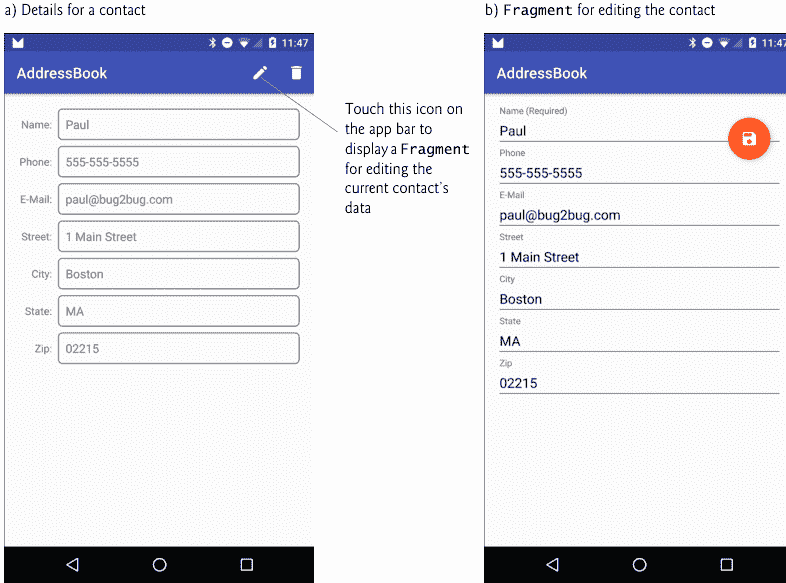 a) Details for a contact
11:47
AddressBook
Name: Paul
Phone: 555-555-5555
E-Mail: paul@bug2bug.com
Street: 1 Main Street
City: Boston
State: MA
Zip: 02215
Touch this icon on
the app bar to
display a Fragment
for editing the
current contact's
data
b) Fragment for editing the contact
11:47
AddressBook
Name (Required)
Paul
Phone
555-555-5555
E-Mail
paul@bug2bug.com
Street
1 Main Street
City
Boston
State
MA
Zip
02215